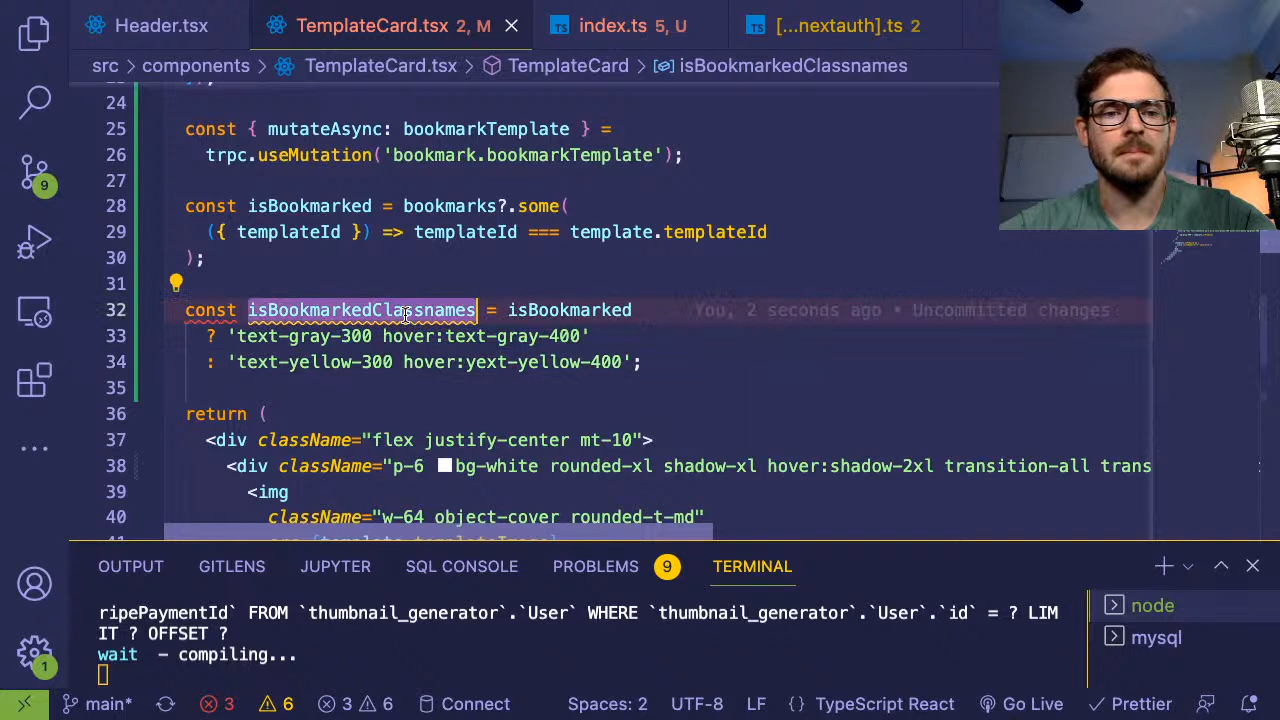 Header.tsx
TemplateCard.tsx 2, M
index.ts 5, U
[...nextauth].ts 2
src > components > TemplateCard.tsx > TemplateCard > isBookmarkedClassnames
24
25 const { mutateAsync: bookmarkTemplate } =
26 trpc.useMutation('bookmark.bookmarkTemplate');
27
28 const isBookmarked = bookmarks?.some(
29 ({ templateId }) => templateId === template.templateId
30 );
31
32 const isBookmarkedClassnames = isBookmarked You, 2 seconds ago • Uncommitted changes
33 ? 'text-gray-300 hover:text-gray-400'
34 : 'text-yellow-300 hover:yext-yellow-400';
35
36 return (
37 <div className="flex justify-center mt-10">
38 <div className="p-6 bg-white rounded-xl shadow-xl hover:shadow-2xl transition-all trans
39 <img
40 className="w-64 object-cover rounded-t-md"
9
1
OUTPUT GITLENS JUPYTER SQL CONSOLE PROBLEMS 9 TERMINAL
ripePaymentId` FROM `thumbnail_generator`.`User` WHERE `thumbnail_generator`.`User`.`id` = ? LIM
IT ? OFFSET ?
wait - compiling...
node
mysql
main* 3 6 3 6 Connect Spaces: 2 UTF-8 LF {} TypeScript React Go Live Prettier